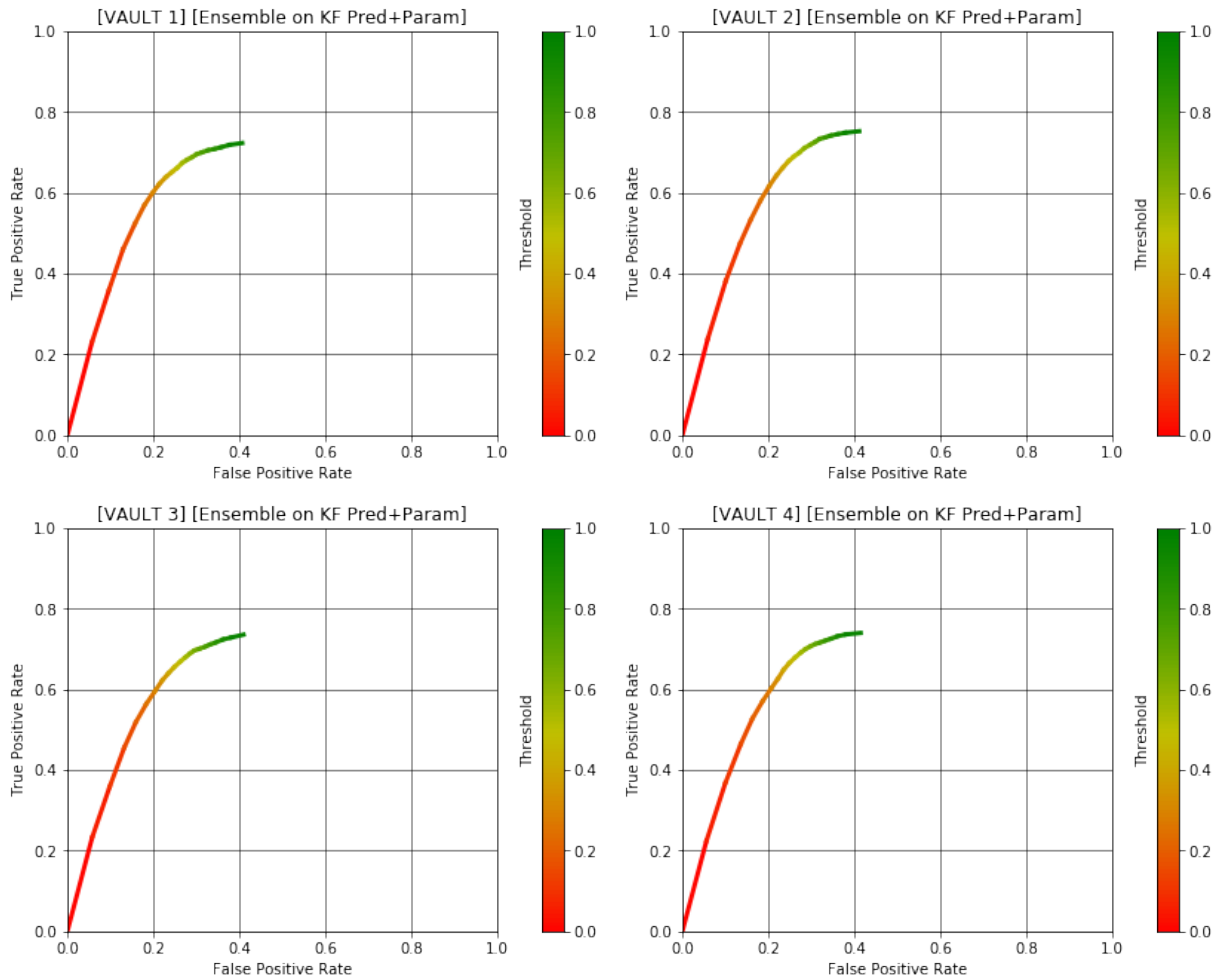 [VAULT 1] [Ensemble on KF Pred+Param]
1.0
0.8
0.6
0.4
0.2
0.0
True Positive Rate
0.0 0.2 0.4 0.6 0.8 1.0
False Positive Rate
1.0
0.8
0.6
0.4
0.2
0.0
Threshold
[VAULT 2] [Ensemble on KF Pred+Param]
1.0
0.8
0.6
0.4
0.2
0.0
True Positive Rate
0.0 0.2 0.4 0.6 0.8 1.0
False Positive Rate
1.0
0.8
0.6
0.4
0.2
0.0
Threshold
[VAULT 3] [Ensemble on KF Pred+Param]
1.0
0.8
0.6
0.4
0.2
0.0
True Positive Rate
0.0 0.2 0.4 0.6 0.8 1.0
False Positive Rate
1.0
0.8
0.6
0.4
0.2
0.0
Threshold
[VAULT 4] [Ensemble on KF Pred+Param]
1.0
0.8
0.6
0.4
0.2
0.0
True Positive Rate
0.0 0.2 0.4 0.6 0.8 1.0
False Positive Rate
1.0
0.8
0.6
0.4
0.2
0.0
Threshold